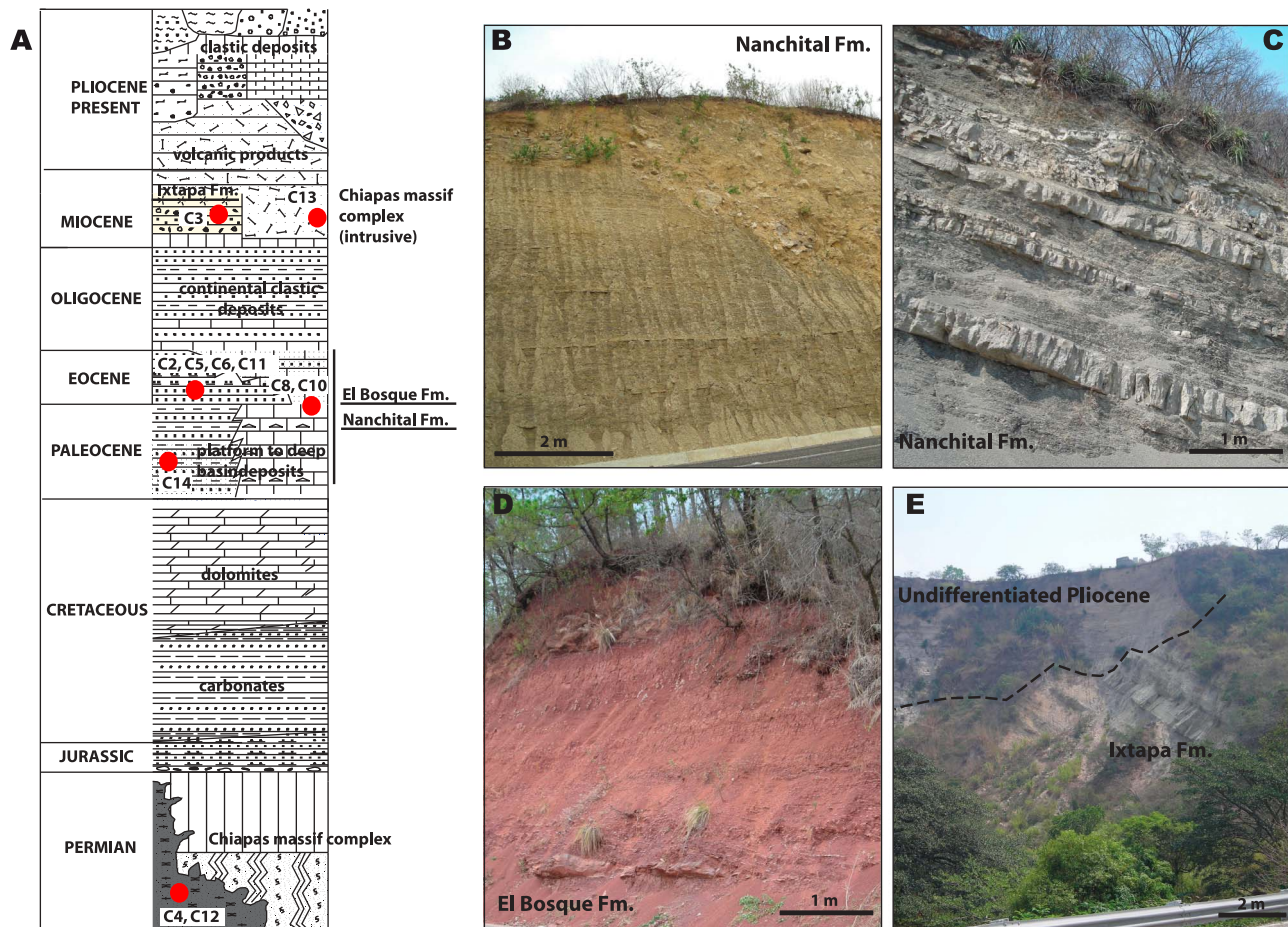 A
clastic deposits
PLIOCENE
PRESENT
volcanic products
Ixtapa Fm.
C3
C13
MIOCENE
Chiapas massif
complex
(intrusive)
OLIGOCENE
continental clastic
deposits
EOCENE
C2, C5, C6, C11
C8, C10
El Bosque Fm.
Nanchital Fm.
PALEOCENE
platform to deep
basindeposits
C14
CRETACEOUS
dolomites
carbonates
JURASSIC
PERMIAN
Chiapas massif complex
C4, C12
B
Nanchital Fm.
2 m
C
Nanchital Fm.
1 m
D
El Bosque Fm.
1 m
E
Undifferentiated Pliocene
Ixtapa Fm.
2 m